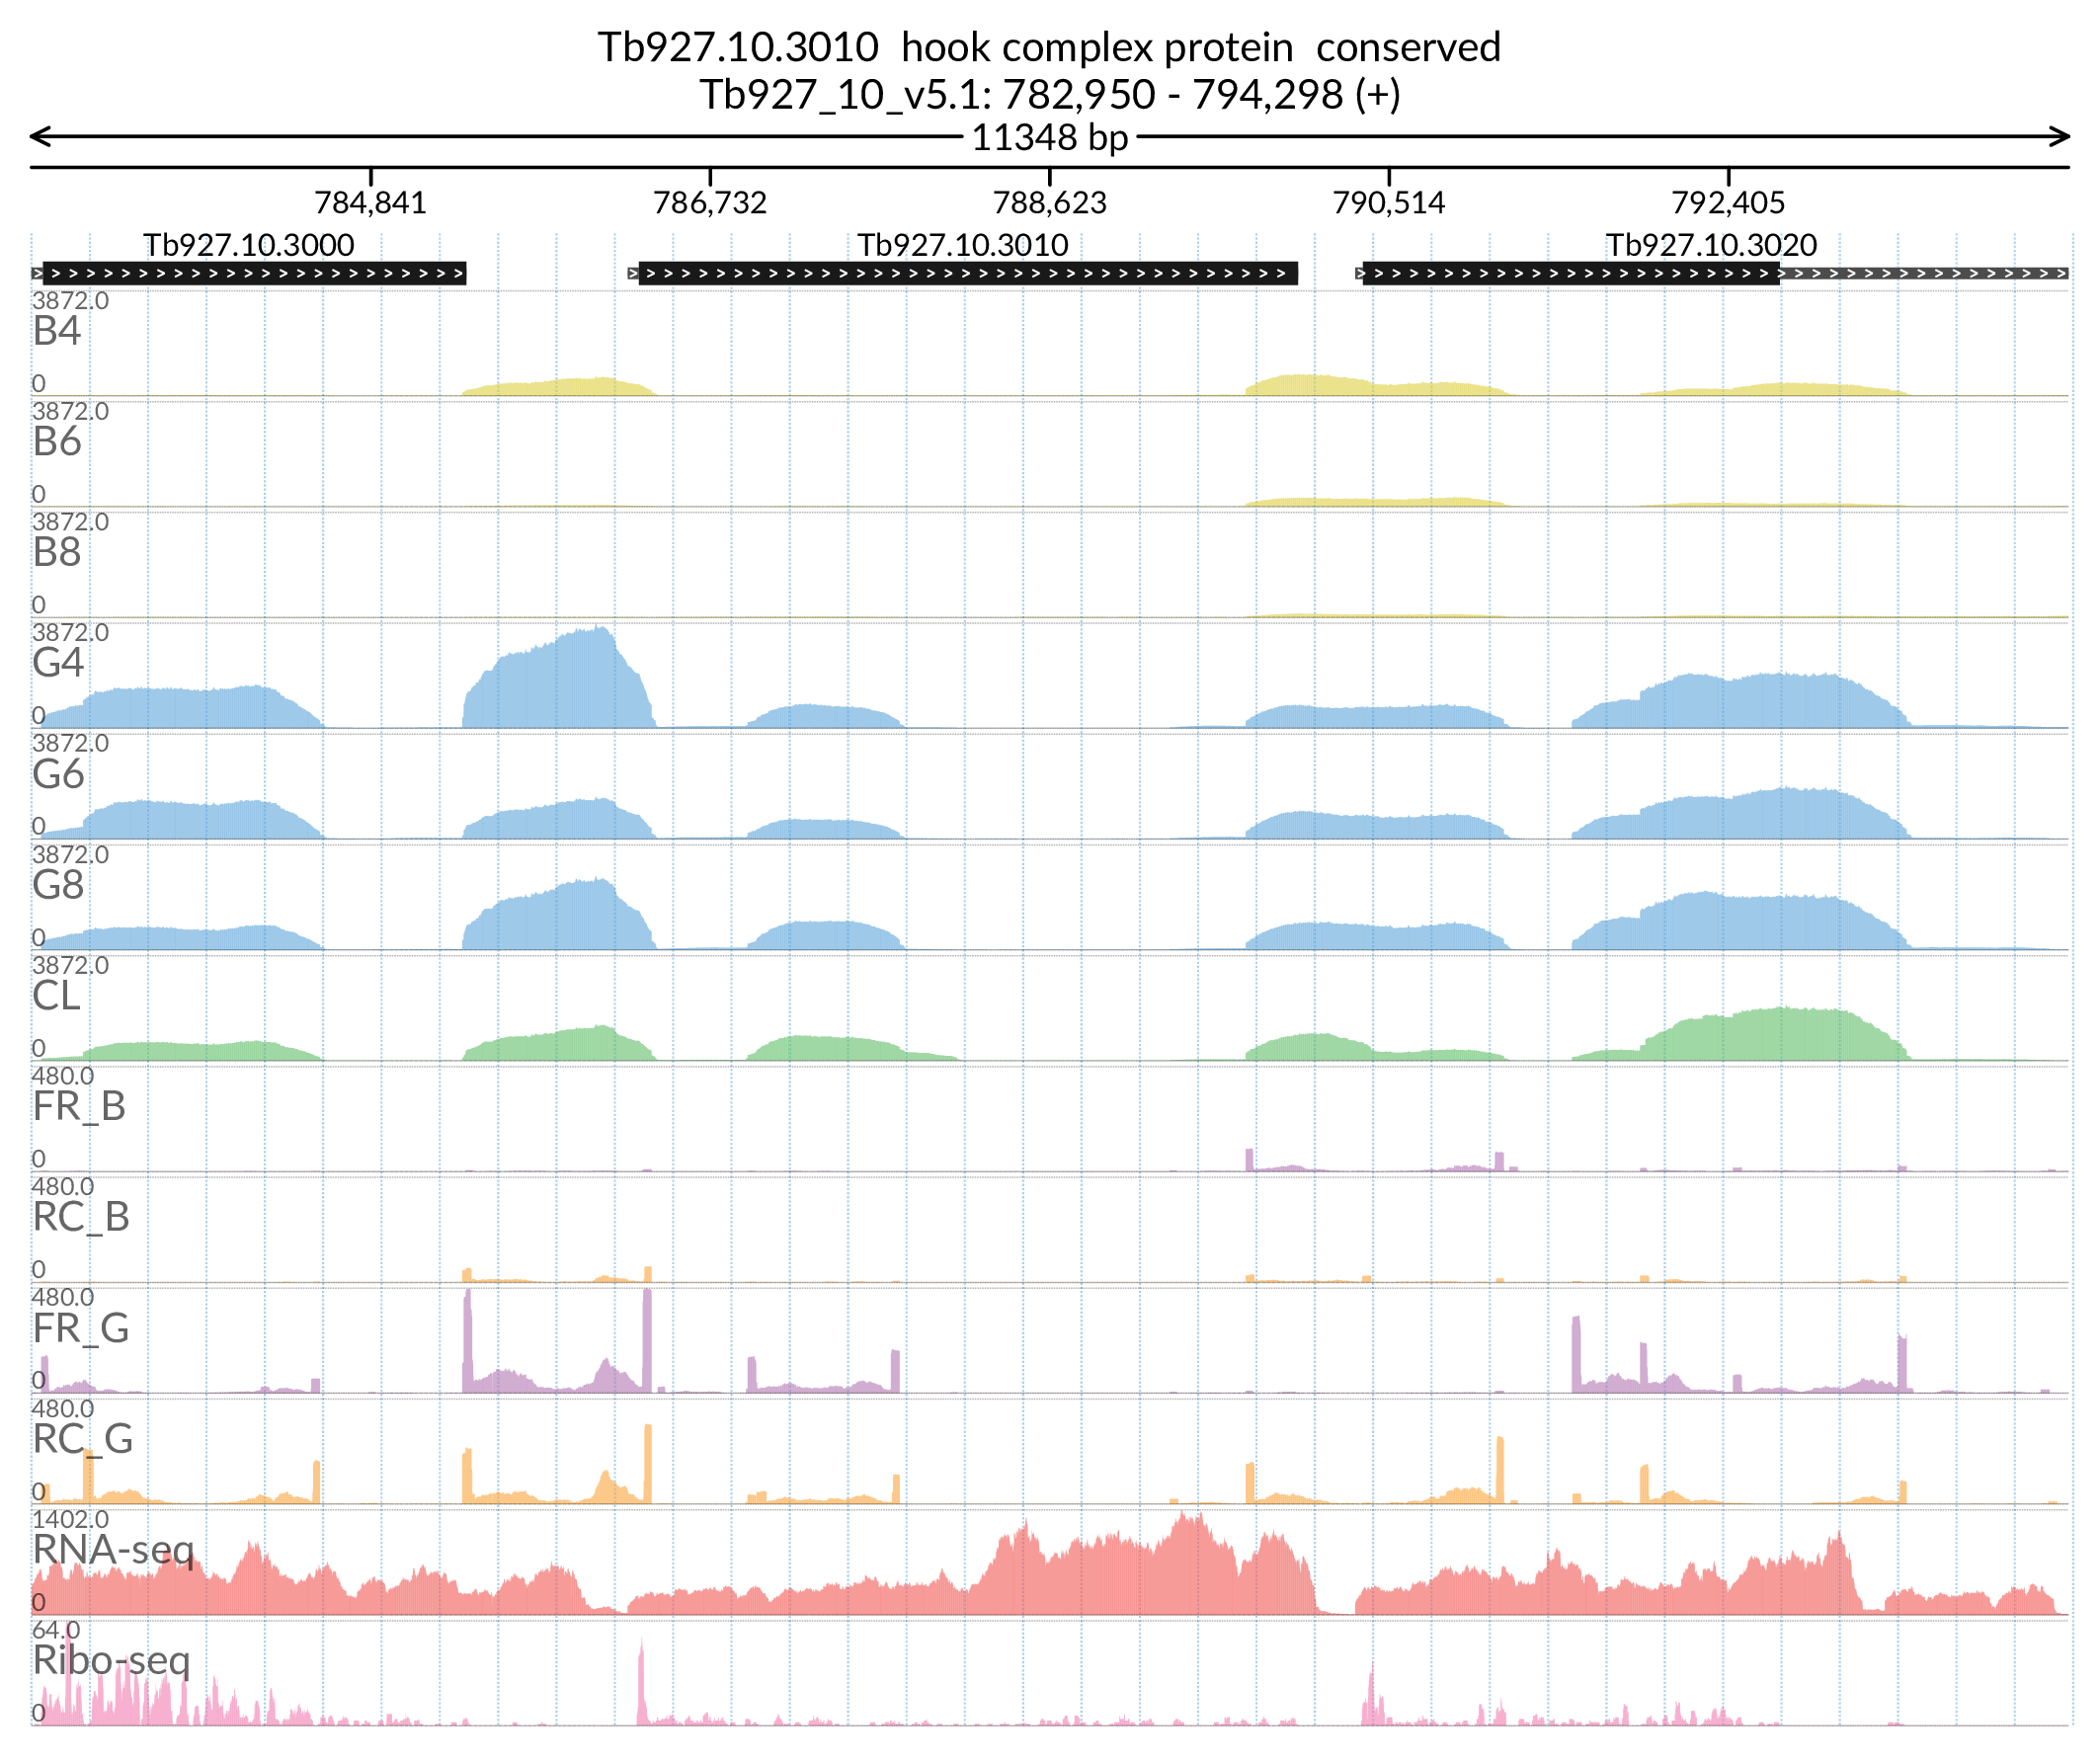 Tb927.10.3010 hook complex protein conserved
Tb927_10_v5.1: 782,950 - 794,298 (+)
11348 bp
784,841 786,732 788,623 790,514 792,405
Tb927.10.3000 Tb927.10.3010 Tb927.10.3020
3872.0
B4
0
3872.0
B6
0
3872.0
B8
0
3872.0
G4
0
3872.0
G6
0
3872.0
G8
0
3872.0
CL
0
480.0
FR_B
0
480.0
RC_B
0
480.0
FR_G
0
480.0
RC_G
0
1402.0
RNA-seq
0
64.0
Ribo-seq
0